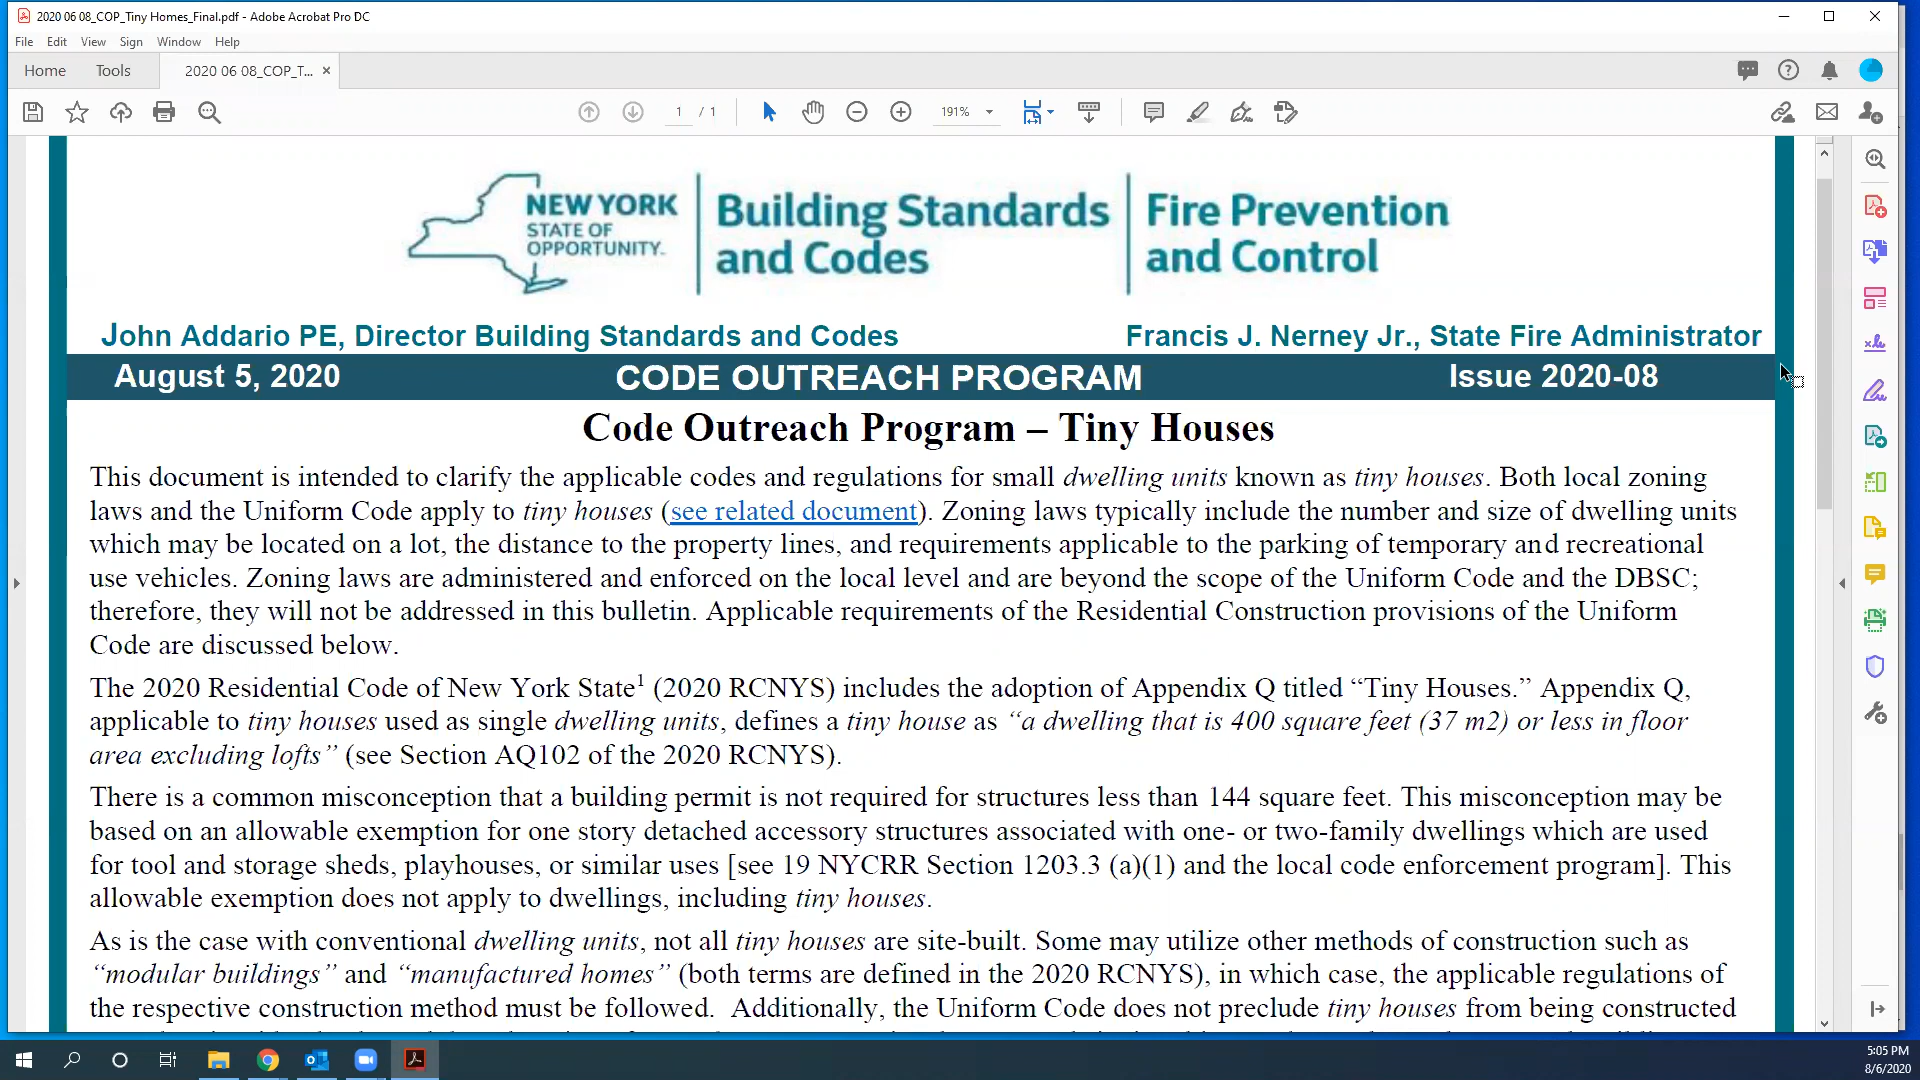 2020 06 08_COP_Tiny Homes_Final.pdf - Adobe Acrobat Pro DC
File Edit View Sign Window Help
Home Tools 2020 06 08_COP_T... ×
1 / 1 191%
NEW YORK
STATE OF
OPPORTUNITY.
Building Standards
and Codes
Fire Prevention
and Control
John Addario PE, Director Building Standards and Codes
Francis J. Nerney Jr., State Fire Administrator
August 5, 2020 CODE OUTREACH PROGRAM Issue 2020-08
Code Outreach Program – Tiny Houses
This document is intended to clarify the applicable codes and regulations for small dwelling units known as tiny houses. Both local zoning
laws and the Uniform Code apply to tiny houses (see related document). Zoning laws typically include the number and size of dwelling units
which may be located on a lot, the distance to the property lines, and requirements applicable to the parking of temporary and recreational
use vehicles. Zoning laws are administered and enforced on the local level and are beyond the scope of the Uniform Code and the DBSC;
therefore, they will not be addressed in this bulletin. Applicable requirements of the Residential Construction provisions of the Uniform
Code are discussed below.
The 2020 Residential Code of New York State1 (2020 RCNYS) includes the adoption of Appendix Q titled “Tiny Houses.” Appendix Q,
applicable to tiny houses used as single dwelling units, defines a tiny house as “a dwelling that is 400 square feet (37 m2) or less in floor
area excluding lofts” (see Section AQ102 of the 2020 RCNYS).
There is a common misconception that a building permit is not required for structures less than 144 square feet. This misconception may be
based on an allowable exemption for one story detached accessory structures associated with one- or two-family dwellings which are used
for tool and storage sheds, playhouses, or similar uses [see 19 NYCRR Section 1203.3 (a)(1) and the local code enforcement program]. This
allowable exemption does not apply to dwellings, including tiny houses.
As is the case with conventional dwelling units, not all tiny houses are site-built. Some may utilize other methods of construction such as
“modular buildings” and “manufactured homes” (both terms are defined in the 2020 RCNYS), in which case, the applicable regulations of
the respective construction method must be followed. Additionally, the Uniform Code does not preclude tiny houses from being constructed
5:05 PM
8/6/2020